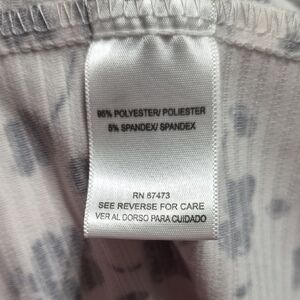 95% POLYESTER/ POLIESTER
5% SPANDEX/ SPANDEX
RN 67473
SEE REVERSE FOR CARE
VER AL DORSO PARA CUIDADO